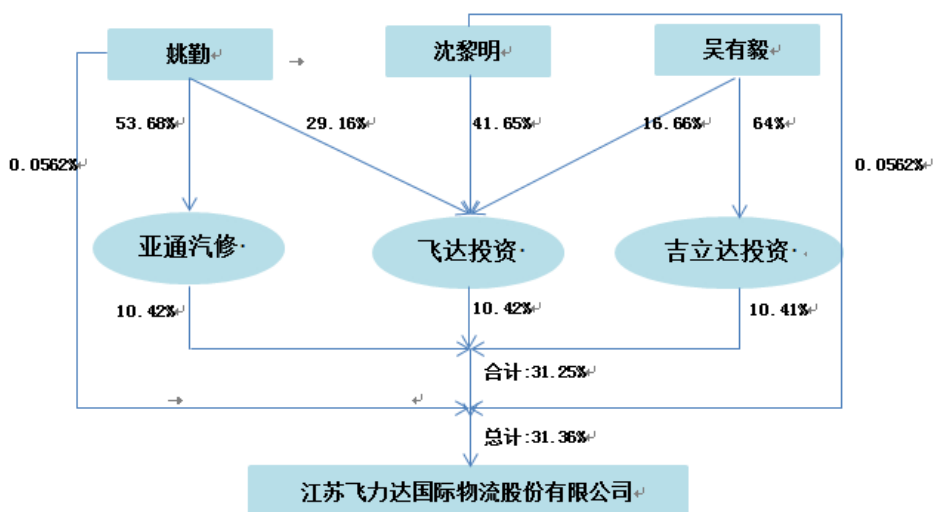 姚勤
沈黎明
吴有毅
53.68%
29.16%
41.65%
16.66%
64%
0.0562%
0.0562%
亚通汽修·
飞达投资·
吉立达投资·
10.42%
10.42%
10.41%
合计:31.25%
总计:31.36%
江苏飞力达国际物流股份有限公司